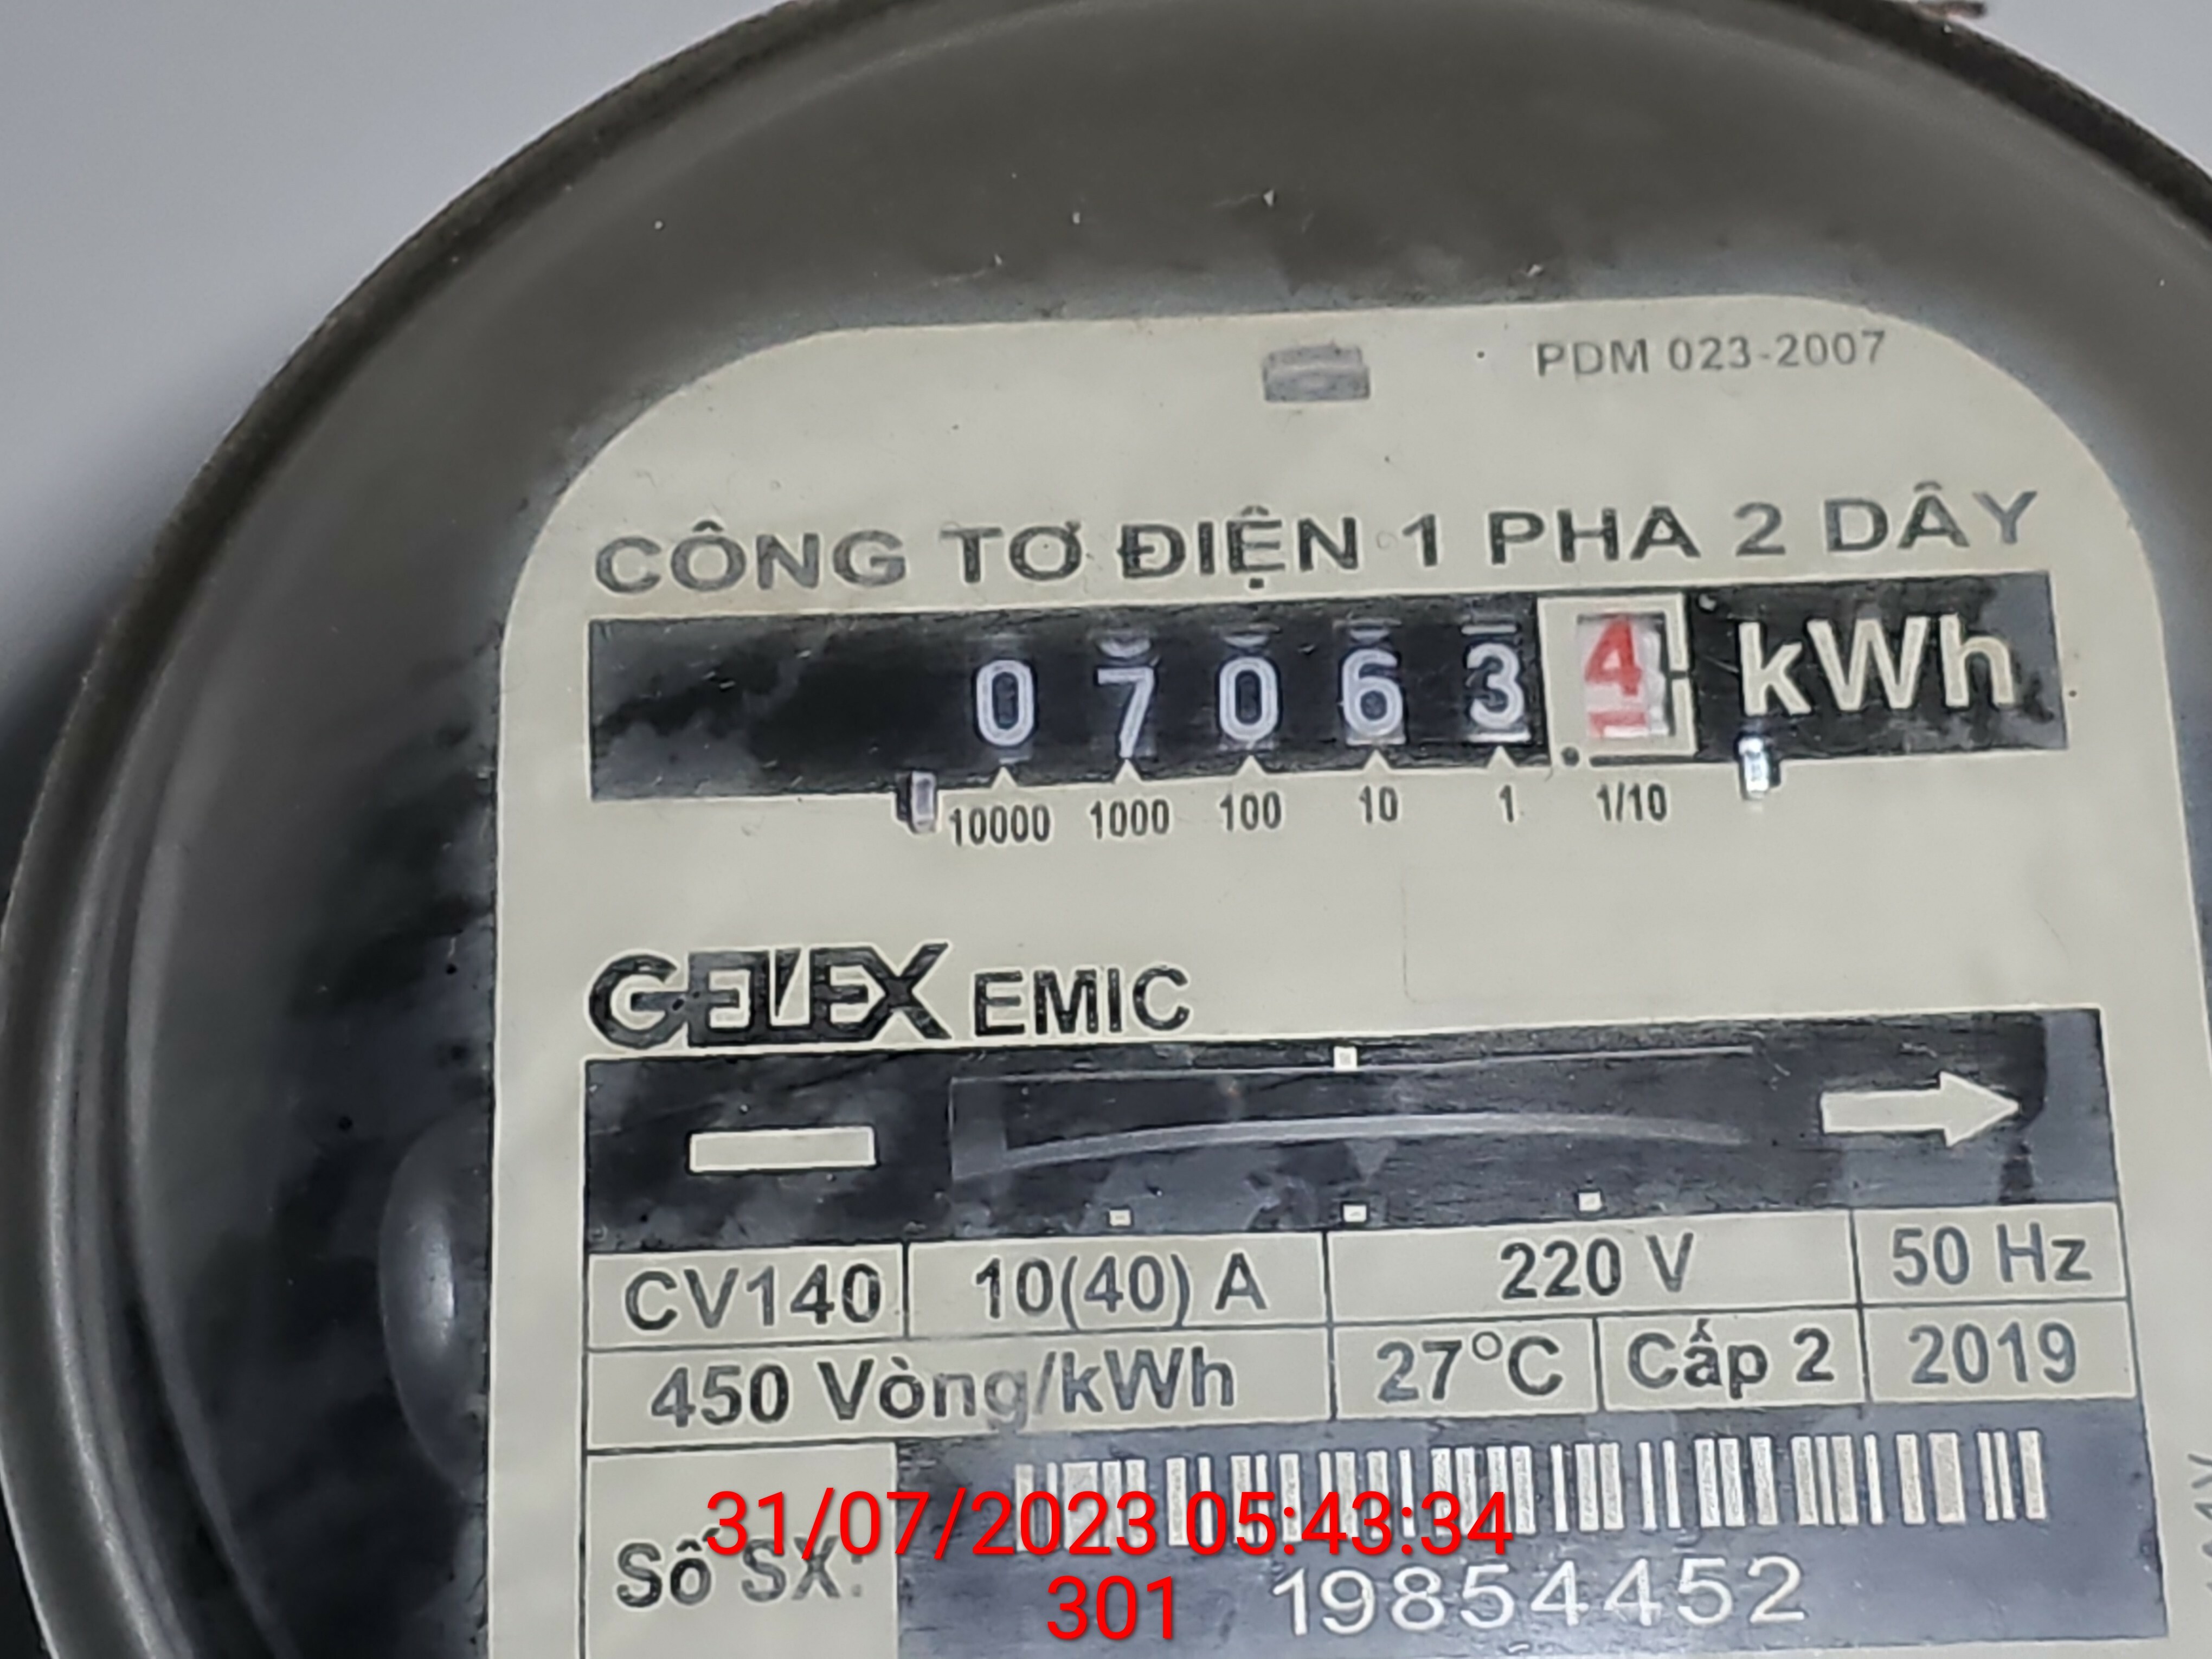 PDM 023-2007
CÔNG TƠ ĐIỆN 1 PHA 2 DÂY
0 7 0 6 3 4 kWh
10000 1000 100 10 1 1/10
GELEX EMIC
CV140 10(40) A 220 V 50 Hz
450 Vòng/kWh 27°C Cấp 2 2019
31/07/2023 05:43:34
Số SX: 19854452
301